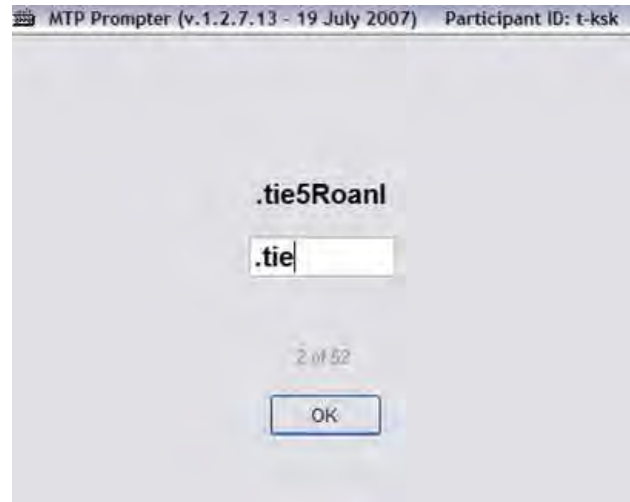 MTP Prompter (v.1.2.7.13 - 19 July 2007) Participant ID: t-ksk
.tie5Roanl
.tie
2 of 52
OK